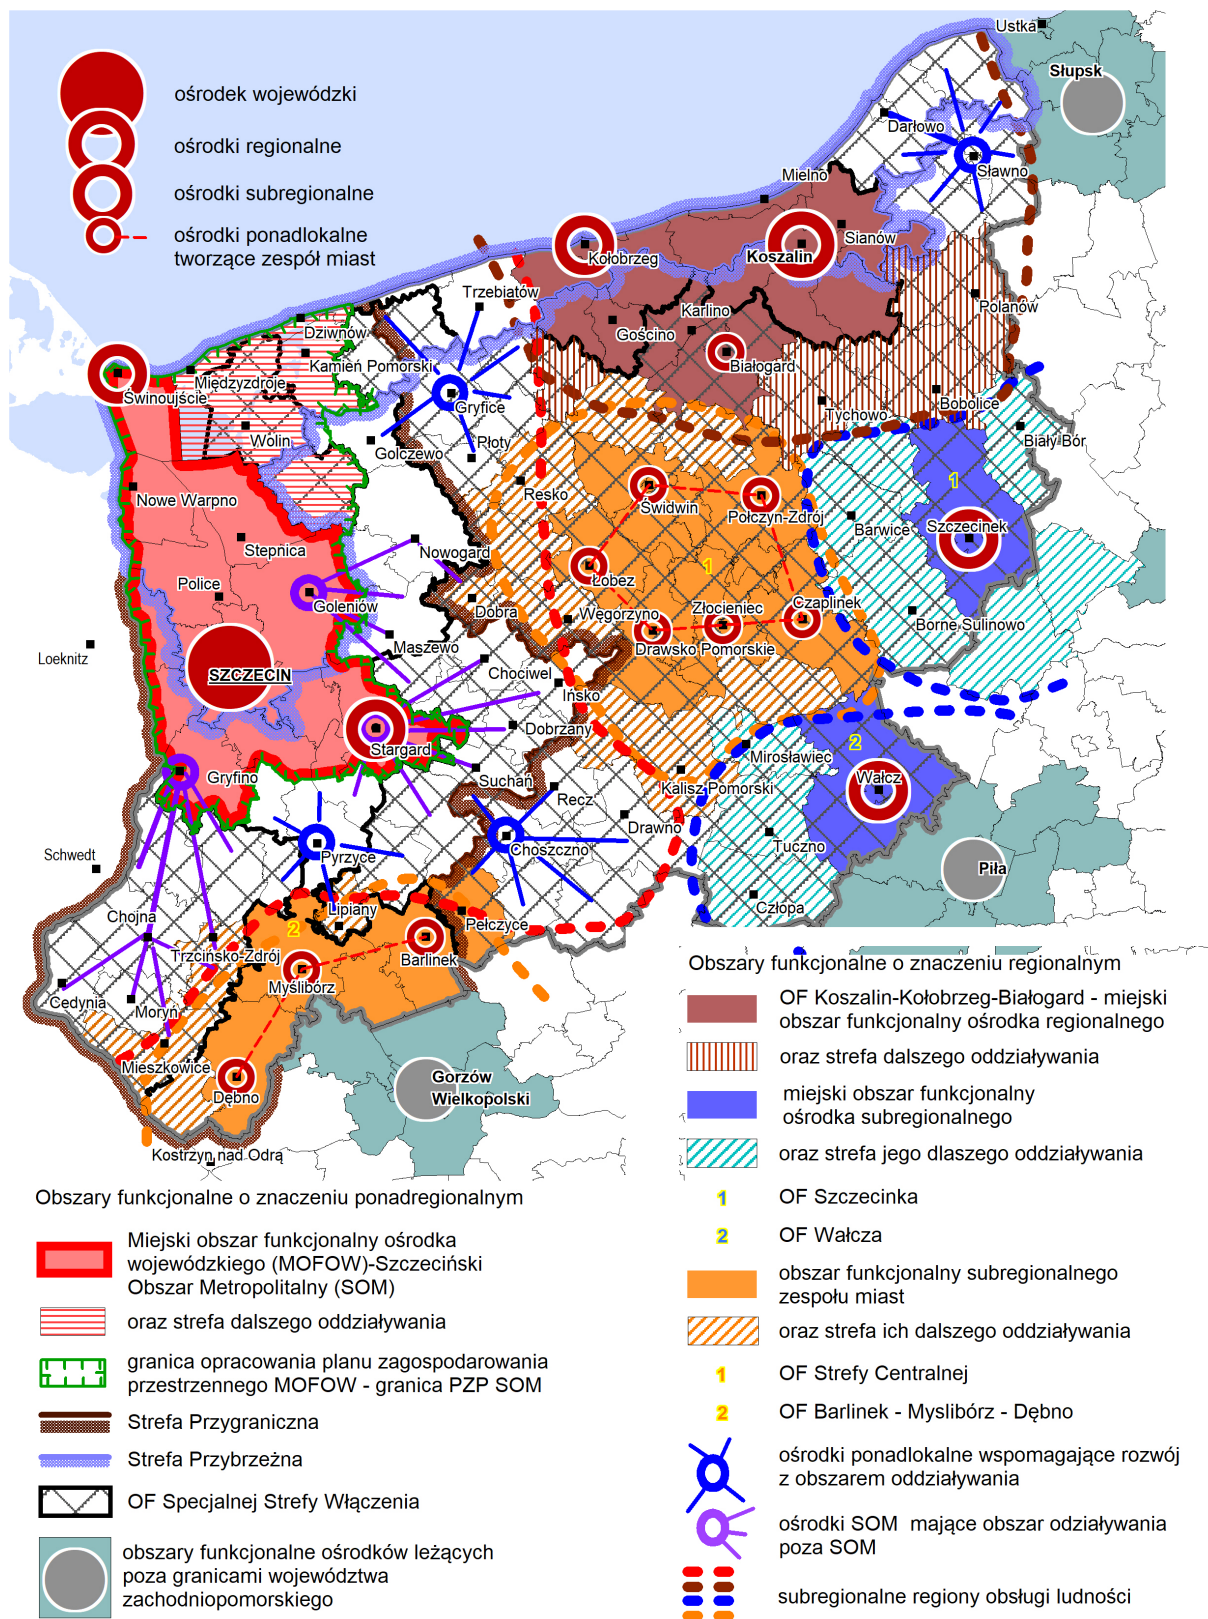 ośrodek wojewódzki
ośrodki regionalne
ośrodki subregionalne
ośrodki ponadlokalne
tworzące zespół miast
Ustka
Słupsk
Darłowo
Sławno
Mielno
Sianów
Kołobrzeg
Koszalin
Polanów
Trzebiatów
Karlino
Gościno
Białogard
Dziwnów
Kamień Pomorski
Międzyzdroje
Świnoujście
Gryfice
Tychowo
Bobolice
Biały Bór
Wolin
Golczewo
Płoty
Resko
Nowe Warpno
Świdwin
Połczyn-Zdrój
1
Barwice
Szczecinek
Stepnica
Nowogard
Łobez
1
Police
Goleniów
Dobra
Węgorzyno
Złocieniec
Czaplinek
Borne Sulinowo
Drawsko Pomorskie
Maszewo
Loeknitz
SZCZECIN
Chociwel
Ińsko
Dobrzany
Stargard
2
Mirosławiec
Wałcz
Gryfino
Suchań
Recz
Kalisz Pomorski
Drawno
Tuczno
Schwedt
Pyrzyce
Choszczno
Piła
Człopa
Chojna
Lipiany
Pełczyce
2
Trzcińsko-Zdrój
Barlinek
Myślibórz
Cedynia
Moryń
Mieszkowice
Dębno
Gorzów
Wielkopolski
Kostrzyn nad Odrą
Obszary funkcjonalne o znaczeniu regionalnym
OF Koszalin-Kołobrzeg-Białogard - miejski
obszar funkcjonalny ośrodka regionalnego
oraz strefa dalszego oddziaływania
miejski obszar funkcjonalny
ośrodka subregionalnego
oraz strefa jego dlaszego oddziaływania
1 OF Szczecinka
2 OF Wałcza
obszar funkcjonalny subregionalnego
zespołu miast
oraz strefa ich dalszego oddziaływania
1 OF Strefy Centralnej
2 OF Barlinek - Myslibórz - Dębno
ośrodki ponadlokalne wspomagające rozwój
z obszarem oddziaływania
ośrodki SOM mające obszar odziaływania
poza SOM
subregionalne regiony obsługi ludności
Obszary funkcjonalne o znaczeniu ponadregionalnym
Miejski obszar funkcjonalny ośrodka
wojewódzkiego (MOFOW)-Szczeciński
Obszar Metropolitalny (SOM)
oraz strefa dalszego oddziaływania
granica opracowania planu zagospodarowania
przestrzennego MOFOW - granica PZP SOM
Strefa Przygraniczna
Strefa Przybrzeżna
OF Specjalnej Strefy Włączenia
obszary funkcjonalne ośrodków leżących
poza granicami województwa
zachodniopomorskiego